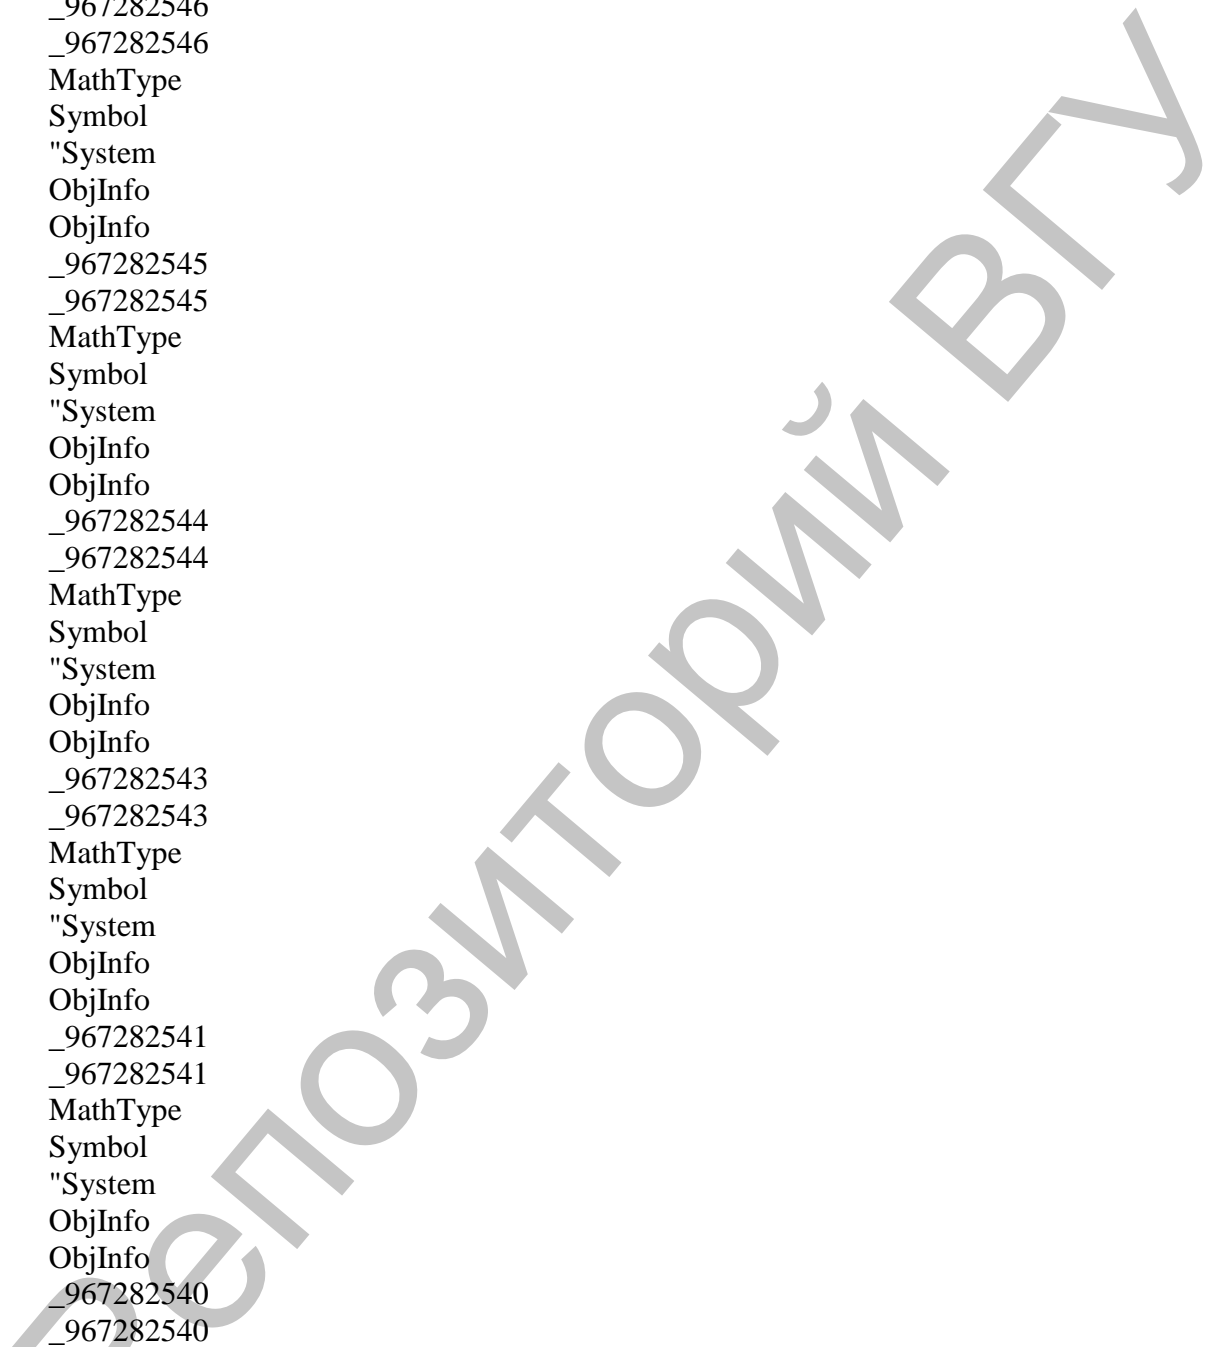 _967282546
_967282546
MathType
Symbol
"System
ObjInfo
ObjInfo
_967282545
_967282545
MathType
Symbol
"System
ObjInfo
ObjInfo
_967282544
_967282544
MathType
Symbol
"System
ObjInfo
ObjInfo
_967282543
_967282543
MathType
Symbol
"System
ObjInfo
ObjInfo
_967282541
_967282541
MathType
Symbol
"System
ObjInfo
ObjInfo
_967282540
_967282540
Репозиторий ВГУ